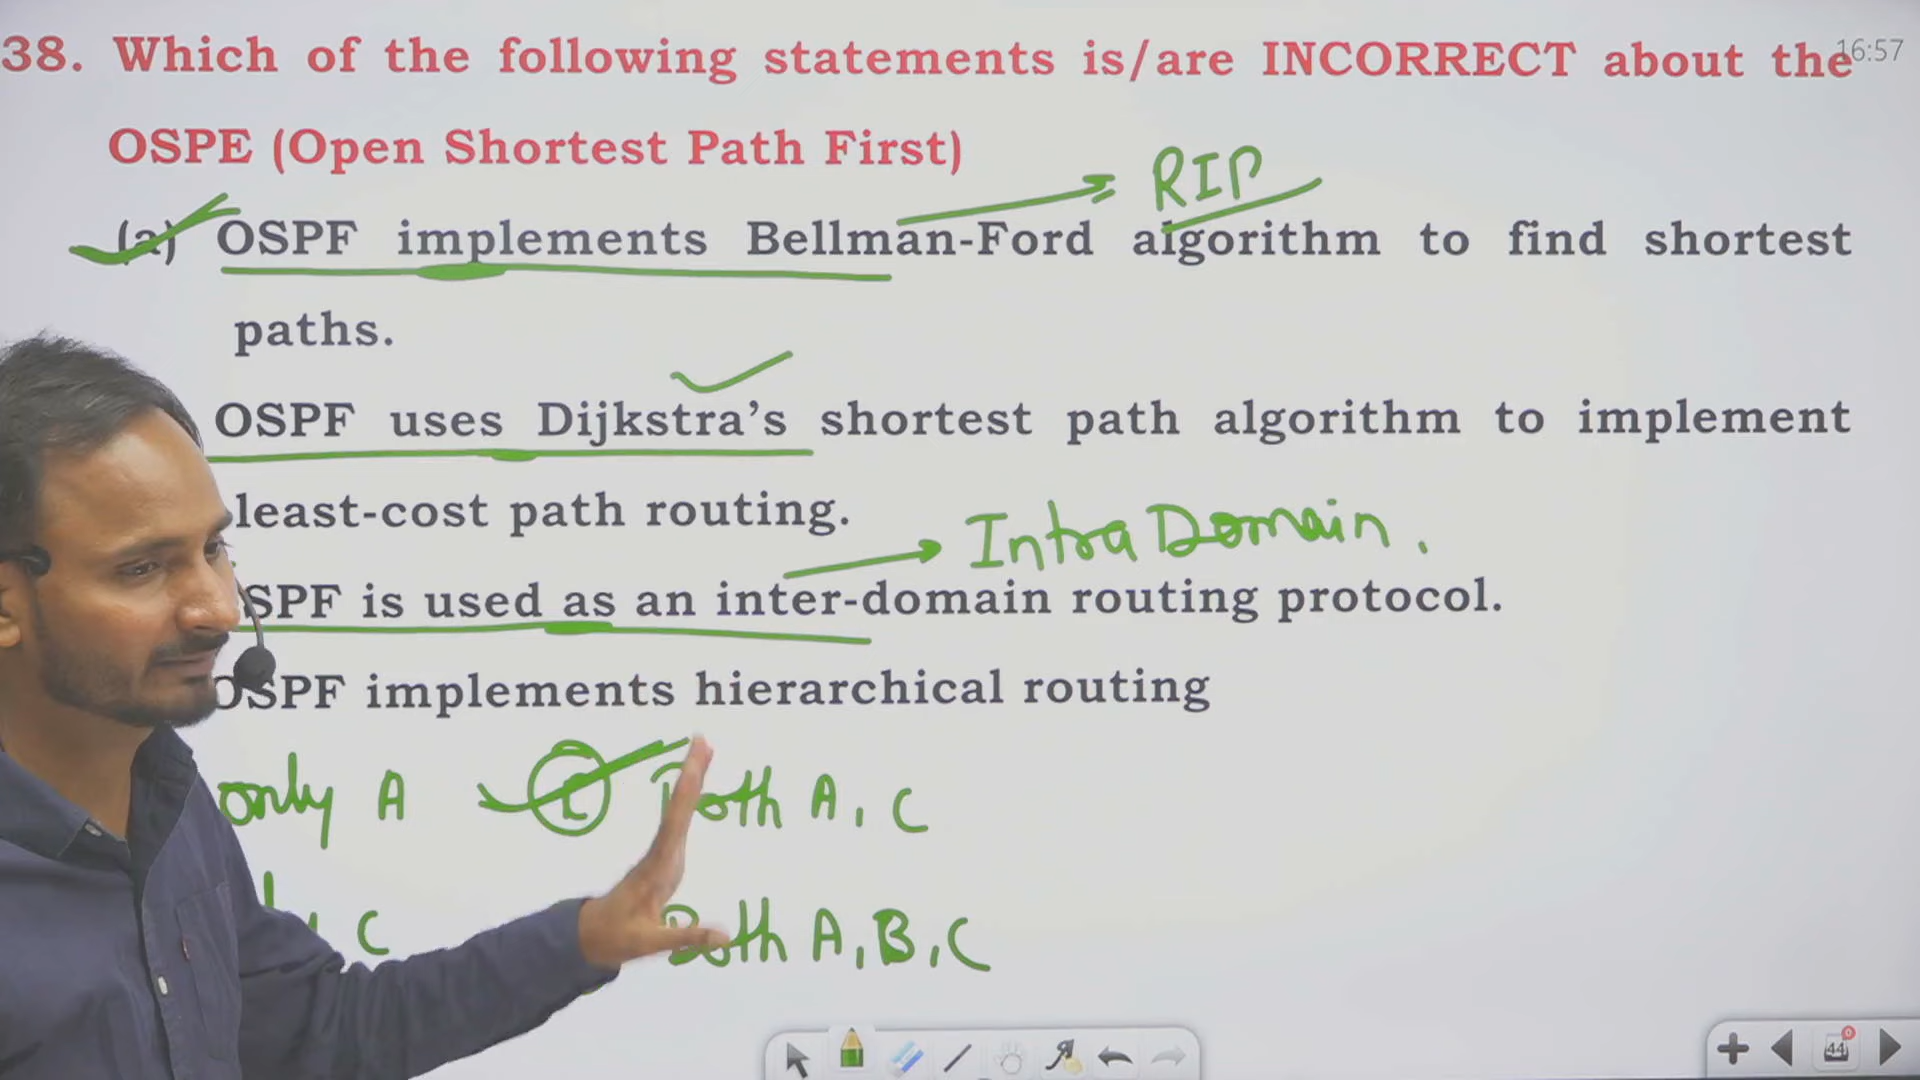 38. Which of the following statements is/are INCORRECT about the
16:57
OSPE (Open Shortest Path First)
RIP
(a) OSPF implements Bellman-Ford algorithm to find shortest
paths.
OSPF uses Dijkstra's shortest path algorithm to implement
least-cost path routing.
Intra Domain.
SPF is used as an inter-domain routing protocol.
OSPF implements hierarchical routing
only A C Both A, C
C Both A, B, C
44